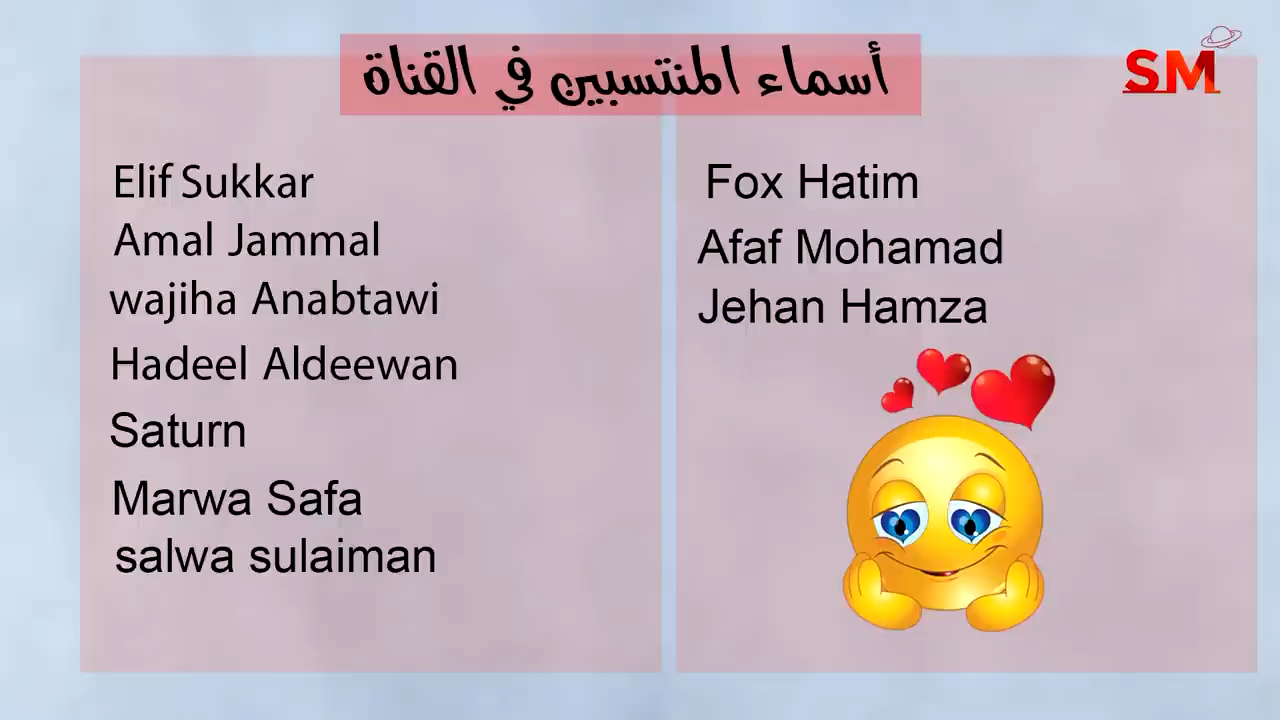 أسماء المنتسبين في القناة
SM
Elif Sukkar
Amal Jammal
wajiha Anabtawi
Hadeel Aldeewan
Saturn
Marwa Safa
salwa sulaiman
Fox Hatim
Afaf Mohamad
Jehan Hamza